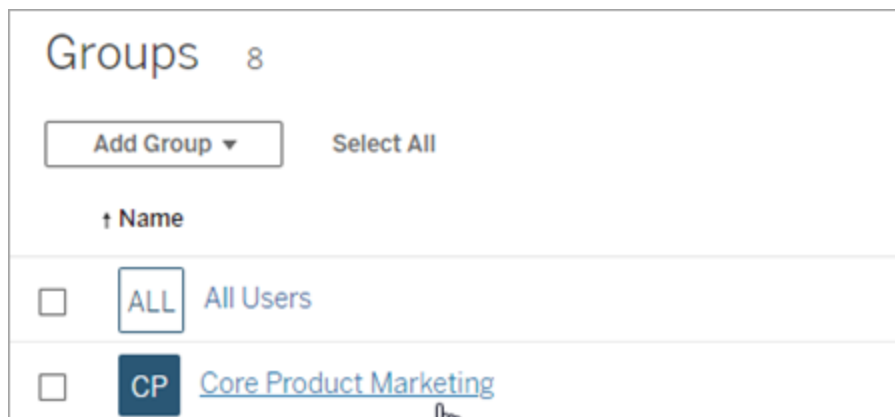 Groups 8
Add Group Select All
↑ Name
ALL All Users
CP Core Product Marketing